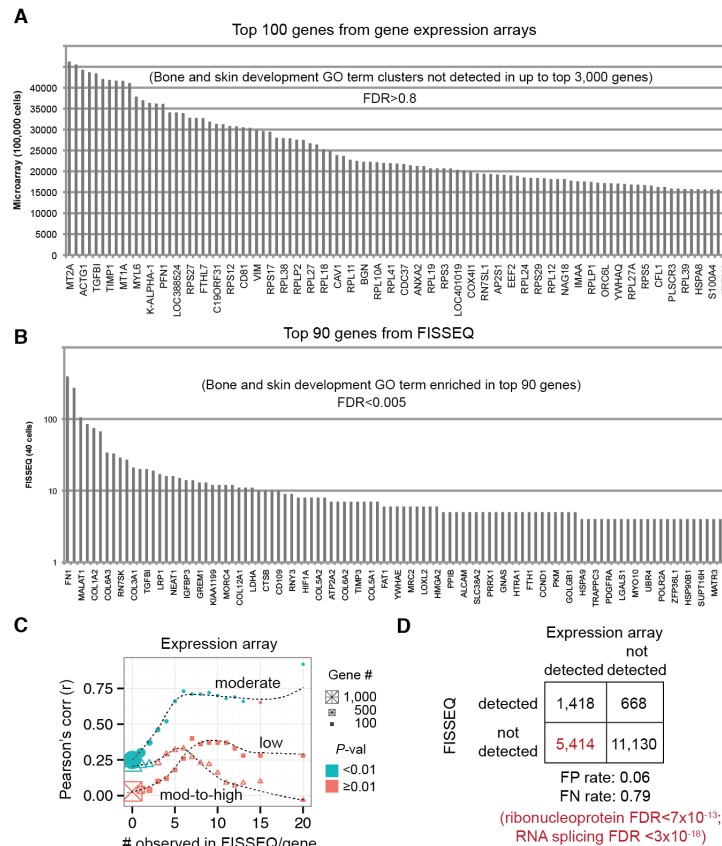 A
Top 100 genes from gene expression arrays
(Bone and skin development GO term clusters not detected in up to top 3,000 genes)
FDR>0.8
Microarray (100,000 cells)
40000
35000
30000
25000
20000
15000
10000
5000
0
MT2A
ACTG1
TGFBI
TIMP1
MT1A
MYL6
K-ALPHA-1
PFN1
LOC388524
RPS27
FTHL7
C19ORF31
RPS12
CD81
VIM
RPS17
RPL38
RPLP2
RPL27
RPL18
CAV1
RPL11
BGN
RPL10A
RPL41
CDC37
ANKA2
RPL19
RPS3
LOC401019
COX4I1
RN7SL1
AP2S1
EEF2
RPL24
RPS29
RPL12
NAG18
IMAA
RPLP1
ORC6L
YWHAQ
RPL27A
RPS5
CFL1
PLSCR3
RPL39
HSPA8
S100A4
B
Top 90 genes from FISSEQ
(Bone and skin development GO term enriched in top 90 genes)
FDR<0.005
FISSEQ (40 cells)
100
10
1
FN1
MALAT1
COL1A2
COL6A3
RN7SK
COL3A1
TGFBI
LRP1
NEAT1
IGFBP3
GREM1
KIAA1199
MORC4
COL12A1
LDHA
CTSB
CD109
RNY3
HIF1A
COL5A2
ATP2A2
COL6A2
TIMP3
COL5A1
FAT1
YWHAE
MRC2
LOXL2
HMGA2
PPIB
ALCAM
SLC38A2
PRRX1
GNAS
HTRA1
FTH1
CCND1
PKM
GOLGB1
HSPA9
TRAPPC3
PDGFRA
LGALS1
MYO10
UBR4
POLR2A
ZFP36L1
HSP90B1
SUPT16H
MATR3
C
Expression array
Pearson's corr (r)
0.75
0.50
0.25
0.00
moderate
low
mod-to-high
0
5
10
15
20
# observed in FISSEQ/gene
Gene #
1,000
500
100
P-val
<0.01
≥0.01
D
Expression array
not
detected detected
FISSEQ
detected 1,418 668
not
detected 5,414 11,130
FP rate: 0.06
FN rate: 0.79
(ribonucleoprotein FDR<7x10⁻¹³;
RNA splicing FDR <3x10⁻¹⁸)